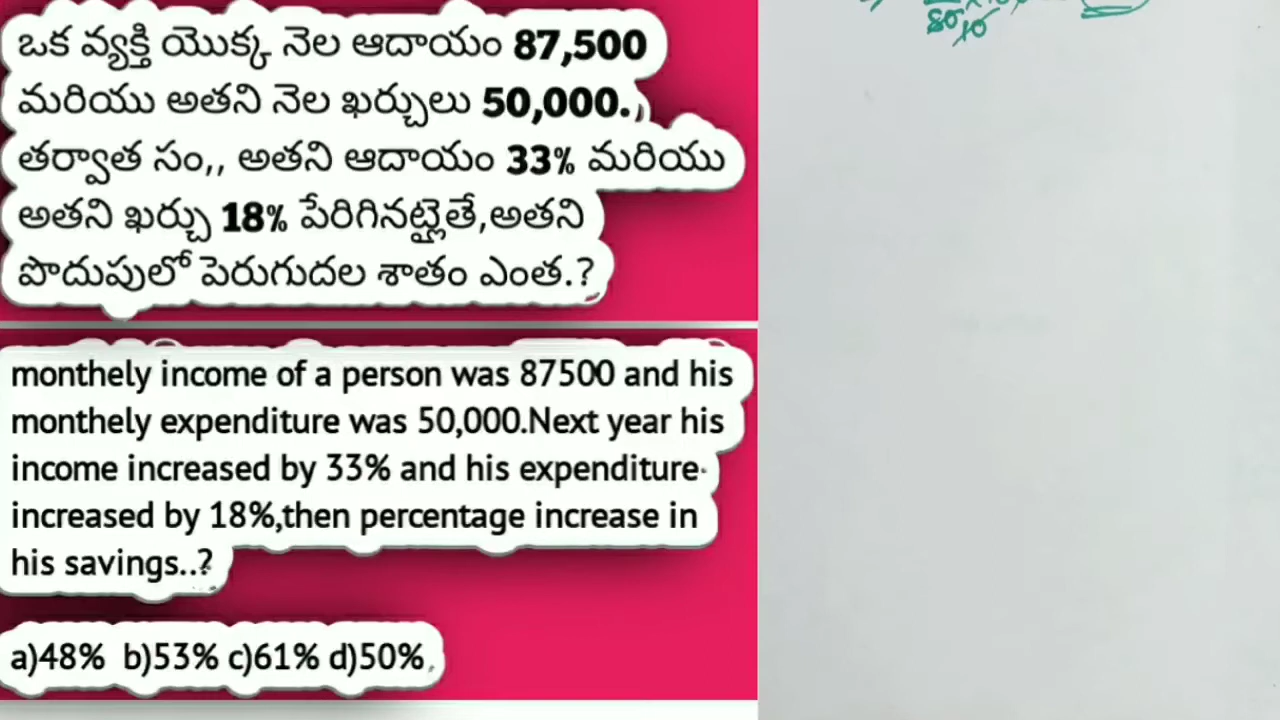 ఒక వ్యక్తి యొక్క నెల ఆదాయం 87,500
మరియు అతని నెల ఖర్చులు 50,000.
తర్వాత సం,, అతని ఆదాయం 33% మరియు
అతని ఖర్చు 18% పేరిగినట్లైతే,అతని
పొదుపులో పెరుగుదల శాతం ఎంత.?
monthely income of a person was 87500 and his
monthely expenditure was 50,000.Next year his
income increased by 33% and his expenditure
increased by 18%,then percentage increase in
his savings..?
a)48% b)53% c)61% d)50%